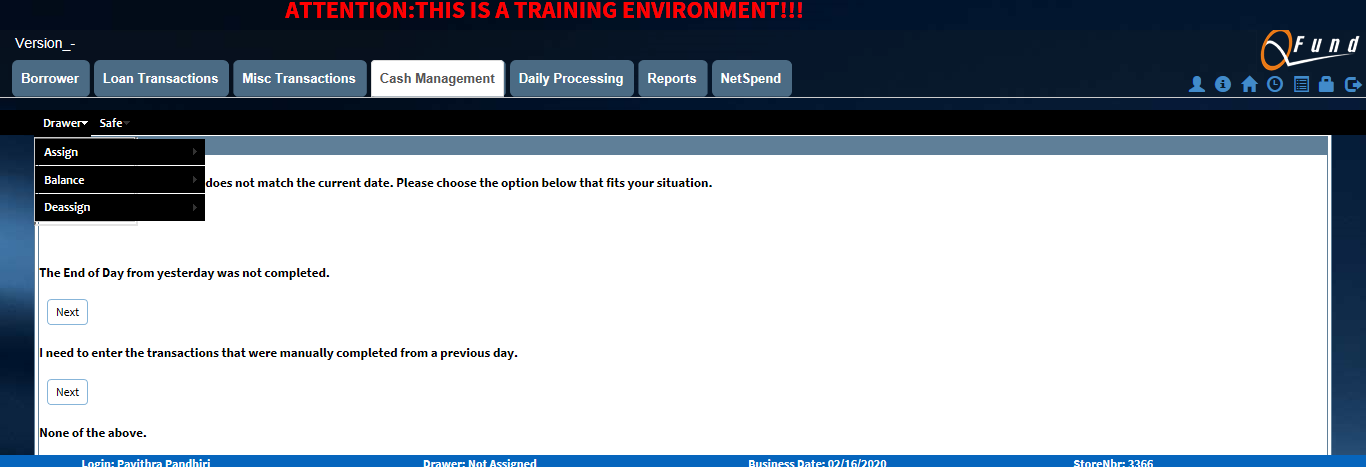 ATTENTION:THIS IS A TRAINING ENVIRONMENT!!!
Version_-
QFund
Borrower Loan Transactions Misc Transactions Cash Management Daily Processing Reports NetSpend
Drawer Safe
Assign
Balance
does not match the current date. Please choose the option below that fits your situation.
Deassign
The End of Day from yesterday was not completed.
Next
I need to enter the transactions that were manually completed from a previous day.
Next
None of the above.
Login: Pavithra Pandhiri Drawer: Not Assigned Business Date: 02/16/2020 StoreNbr: 3366